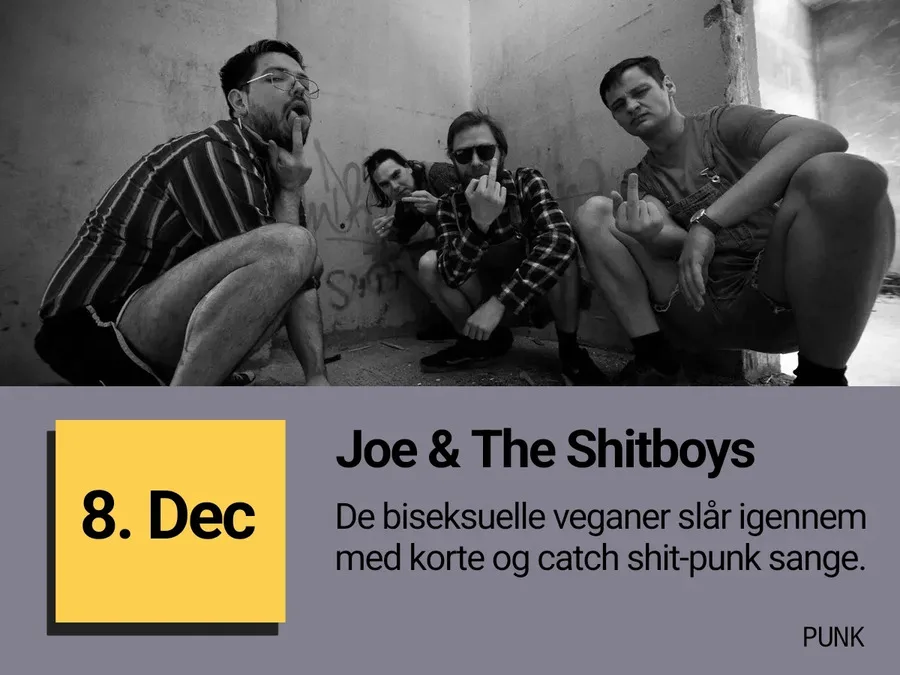 8. Dec
Joe & The Shitboys
De biseksuelle veganer slår igennem
med korte og catch shit-punk sange.
PUNK